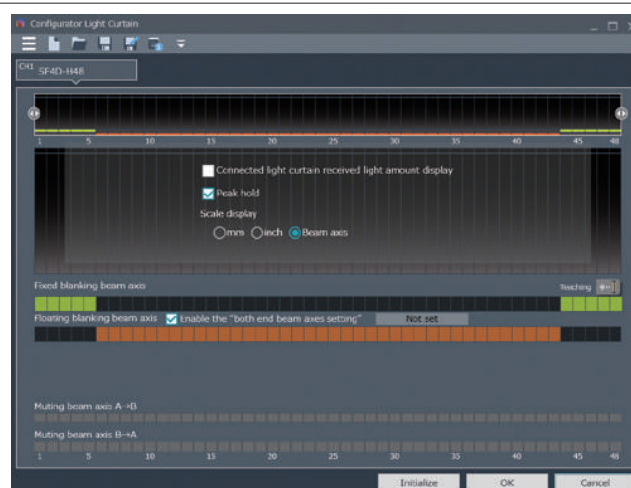 Configurator Light Curtain
CH1 SF4D-H48
1 5 10 15 20 25 30 35 40 45 48
Connected light curtain received light amount display
Peak hold
Scale display
mm inch Beam axis
Fixed blanking beam axis Teaching
Floating blanking beam axis Enable the "both end beam axes setting" Not set
Muting beam axis A→B
Muting beam axis B→A
1 5 10 15 20 25 30 35 40 45 48
Initialize OK Cancel